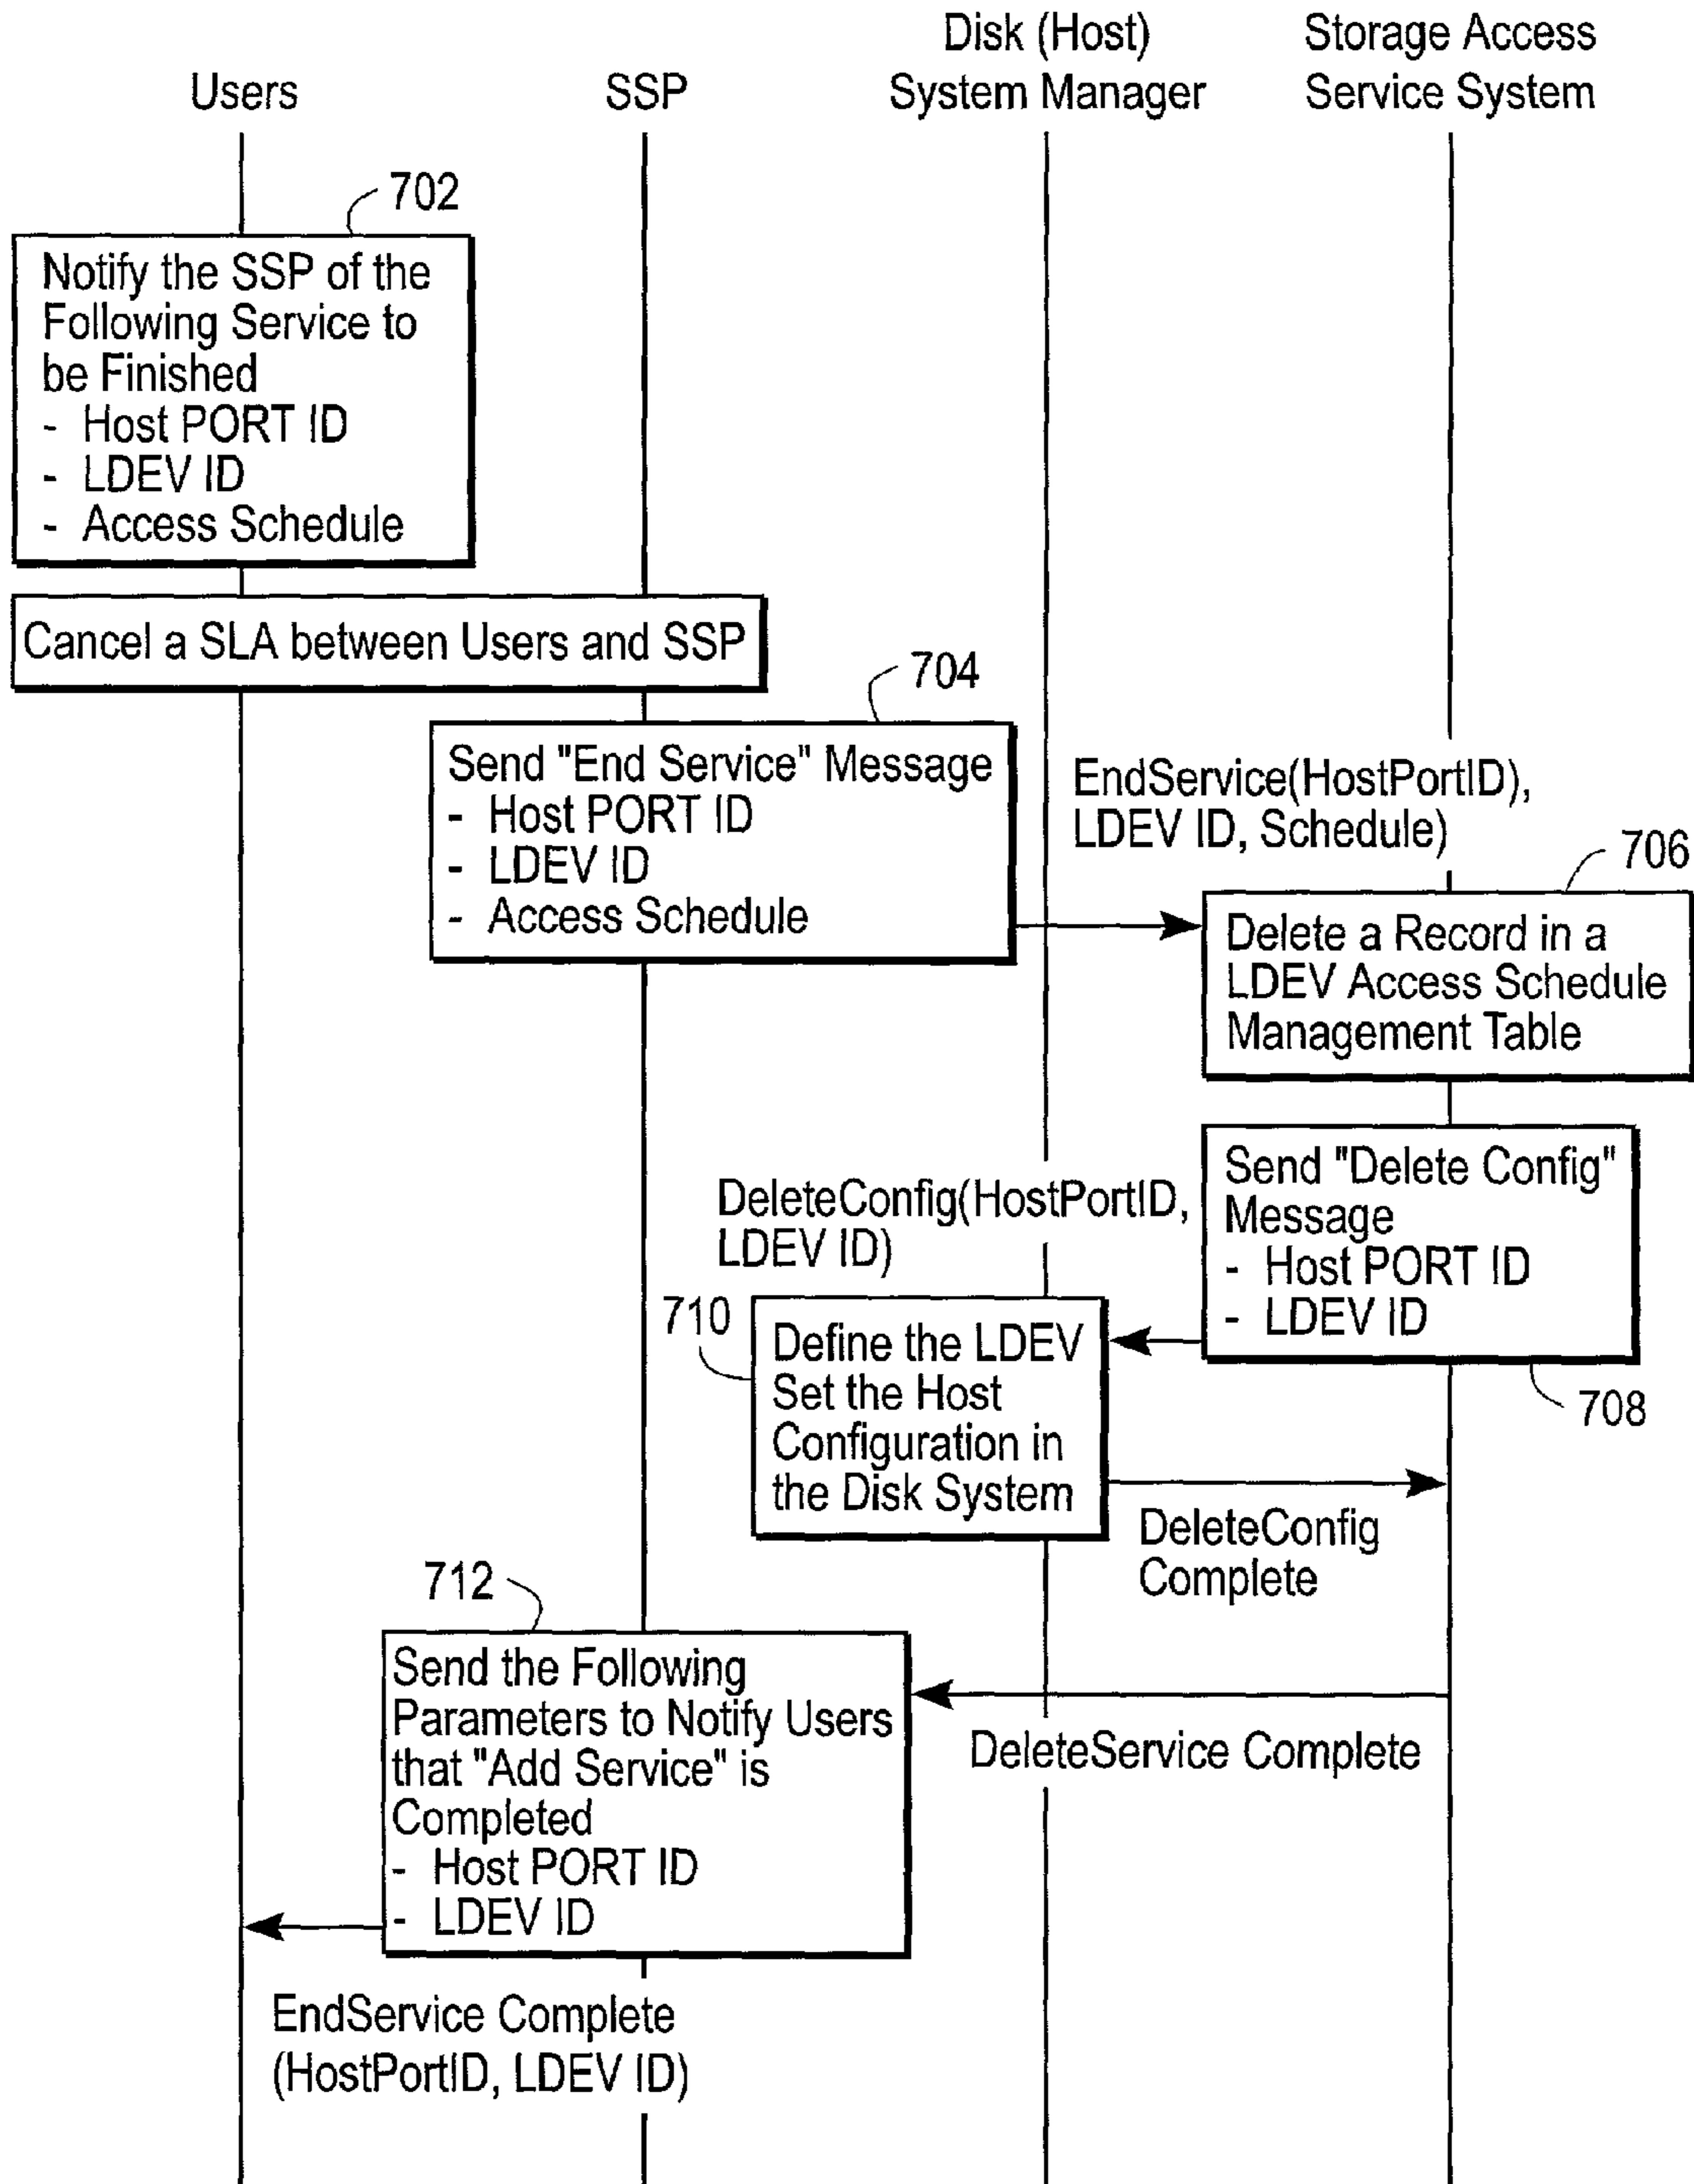 Users
SSP
Disk (Host)
System Manager
Storage Access
Service System
702
Notify the SSP of the
Following Service to
be Finished
- Host PORT ID
- LDEV ID
- Access Schedule
Cancel a SLA between Users and SSP
704
Send "End Service" Message
- Host PORT ID
- LDEV ID
- Access Schedule
EndService(HostPortID),
LDEV ID, Schedule)
706
Delete a Record in a
LDEV Access Schedule
Management Table
Send "Delete Config"
Message
- Host PORT ID
- LDEV ID
708
DeleteConfig(HostPortID,
LDEV ID)
710
Define the LDEV
Set the Host
Configuration in
the Disk System
DeleteConfig
Complete
712
Send the Following
Parameters to Notify Users
that "Add Service" is
Completed
- Host PORT ID
- LDEV ID
DeleteService Complete
EndService Complete
(HostPortID, LDEV ID)